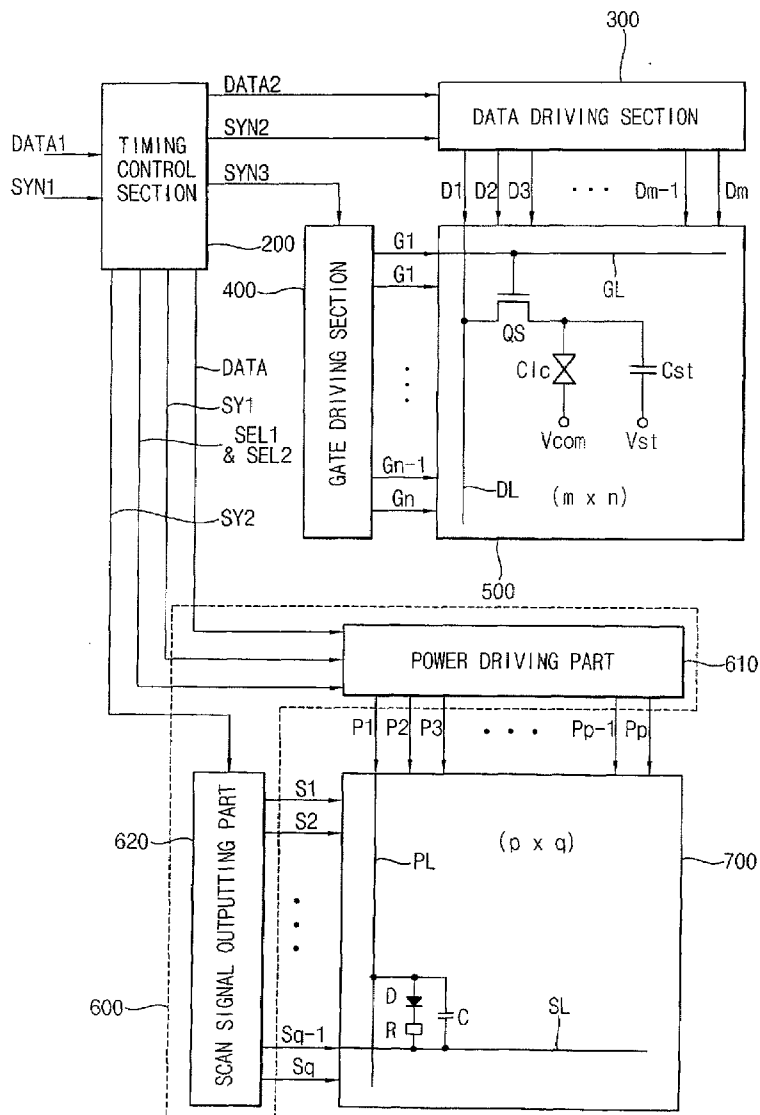 300
DATA2
DATA DRIVING SECTION
DATA1
TIMING
CONTROL
SECTION
SYN2
SYN1
SYN3
D1 D2 D3 ... Dm-1 Dm
200
400
GATE DRIVING SECTION
G1
GL
G1
QS
DATA
Clc
Cst
SY1
...
SEL1
& SEL2
Vcom
Vst
Gn-1
SY2
DL
(m x n)
Gn
500
POWER DRIVING PART
610
P1 P2 P3 ... Pp-1 Pp
SCAN SIGNAL OUTPUTTING PART
S1
620
S2
(p x q)
PL
700
...
D
C
SL
600
R
Sq-1
Sq